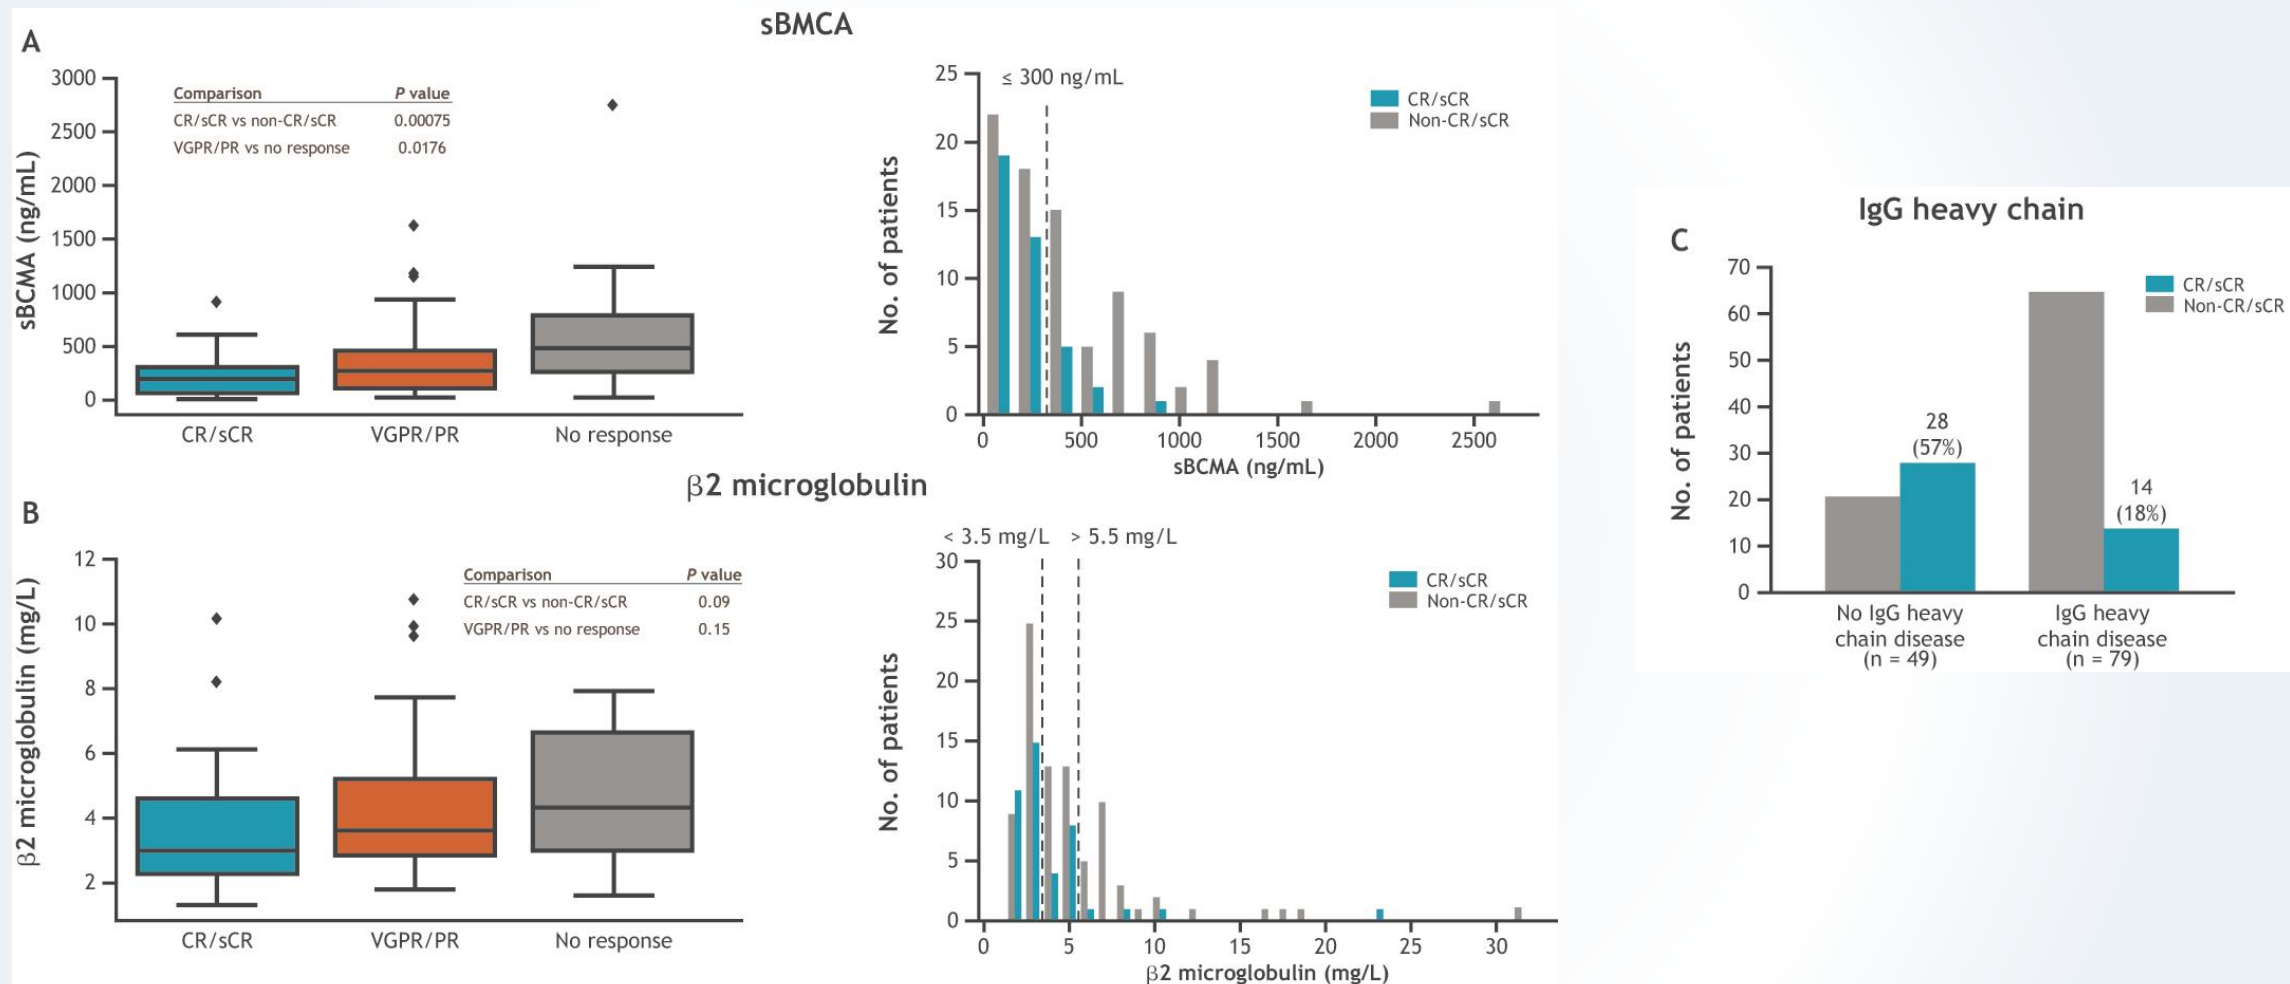 sBMCA
A
3000
2500
2000
1500
1000
500
0
sBCMA (ng/mL)
Comparison P value
CR/sCR vs non-CR/sCR 0.00075
VGPR/PR vs no response 0.0176
CR/sCR VGPR/PR No response
≤ 300 ng/mL
25
20
15
10
5
0
No. of patients
CR/sCR
Non-CR/sCR
0 500 1000 1500 2000 2500
sBCMA (ng/mL)
β2 microglobulin
B
12
10
8
6
4
2
β2 microglobulin (mg/L)
Comparison P value
CR/sCR vs non-CR/sCR 0.09
VGPR/PR vs no response 0.15
CR/sCR VGPR/PR No response
< 3.5 mg/L > 5.5 mg/L
30
25
20
15
10
5
0
No. of patients
CR/sCR
Non-CR/sCR
0 5 10 15 20 25 30
β2 microglobulin (mg/L)
IgG heavy chain
C
70
60
50
40
30
20
10
0
No. of patients
CR/sCR
Non-CR/sCR
28
(57%)
14
(18%)
No IgG heavy
chain disease
(n = 49)
IgG heavy
chain disease
(n = 79)